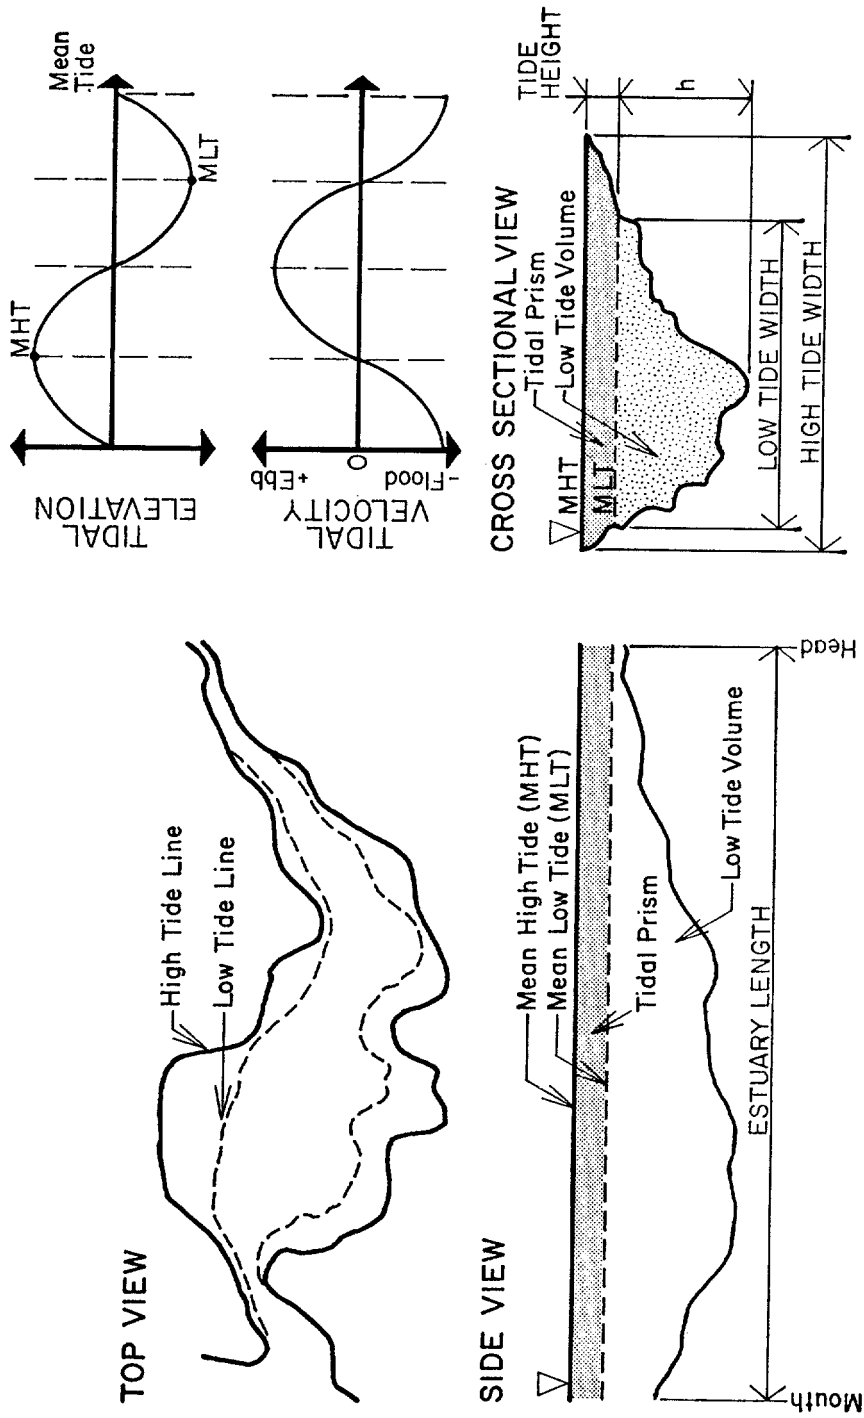 TOP VIEW
High Tide Line
Low Tide Line
SIDE VIEW
Mean High Tide (MHT)
Mean Low Tide (MLT)
Tidal Prism
Low Tide Volume
ESTUARY LENGTH
Mouth
Head
TIDAL
ELEVATION
MHT
MLT
Mean
Tide
TIDAL
VELOCITY
-Flood
O
+Ebb
CROSS SECTIONAL VIEW
Tidal Prism
Low Tide Volume
MHT
MLT
TIDE
HEIGHT
h
LOW TIDE WIDTH
HIGH TIDE WIDTH